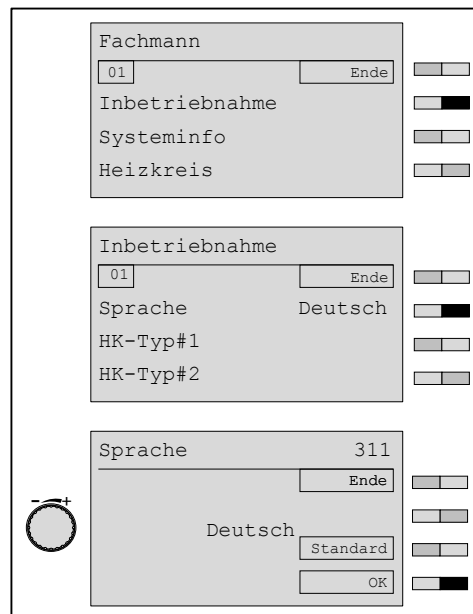 Fachmann
01 Ende
Inbetriebnahme
Systeminfo
Heizkreis
Inbetriebnahme
01 Ende
Sprache Deutsch
HK-Typ#1
HK-Typ#2
Sprache 311
Ende
- +
Deutsch
Standard
OK